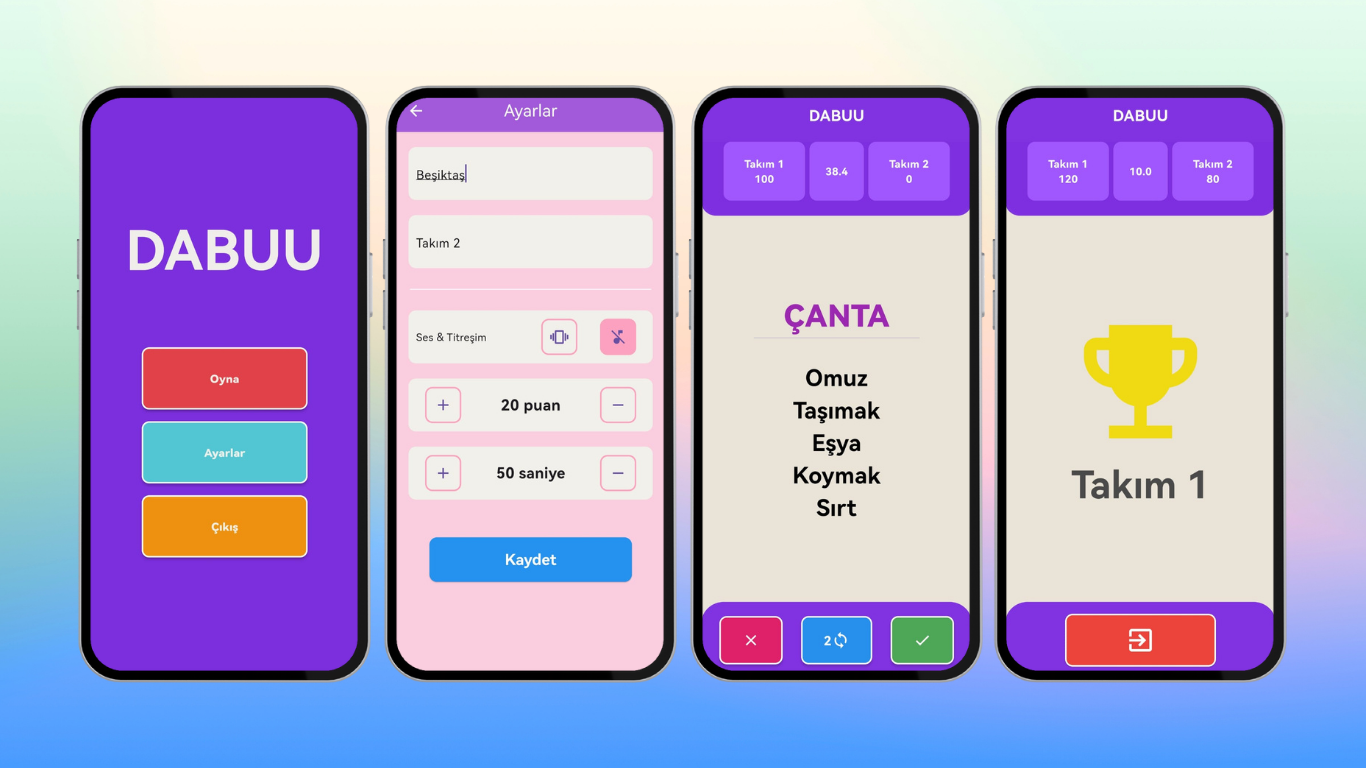 DABUU
Oyna
Ayarlar
Çıkış
Ayarlar
Beşiktaş
Takım 2
Ses & Titreşim
20 puan
50 saniye
Kaydet
DABUU
Takım 1
100
38.4
Takım 2
0
ÇANTA
Omuz
Taşımak
Eşya
Koymak
Sırt
2
DABUU
Takım 1
120
10.0
Takım 2
80
Takım 1